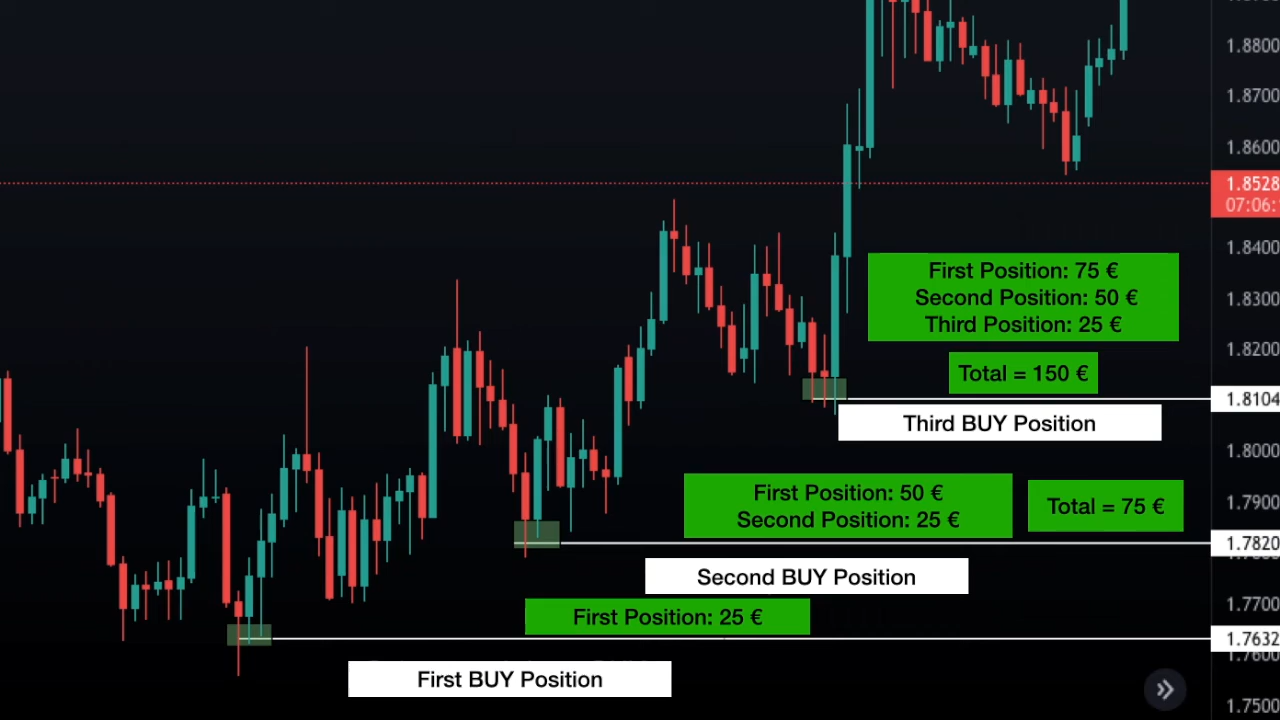 1.8800
1.8700
1.8600
1.8528
07:06:
1.8400
First Position: 75 €
Second Position: 50 €
Third Position: 25 €
1.8300
1.8200
Total = 150 €
1.8104
Third BUY Position
1.8000
First Position: 50 €
Second Position: 25 €
Total = 75 €
1.7900
1.7820
Second BUY Position
1.7700
First Position: 25 €
1.7632
1.7600
First BUY Position
1.7500